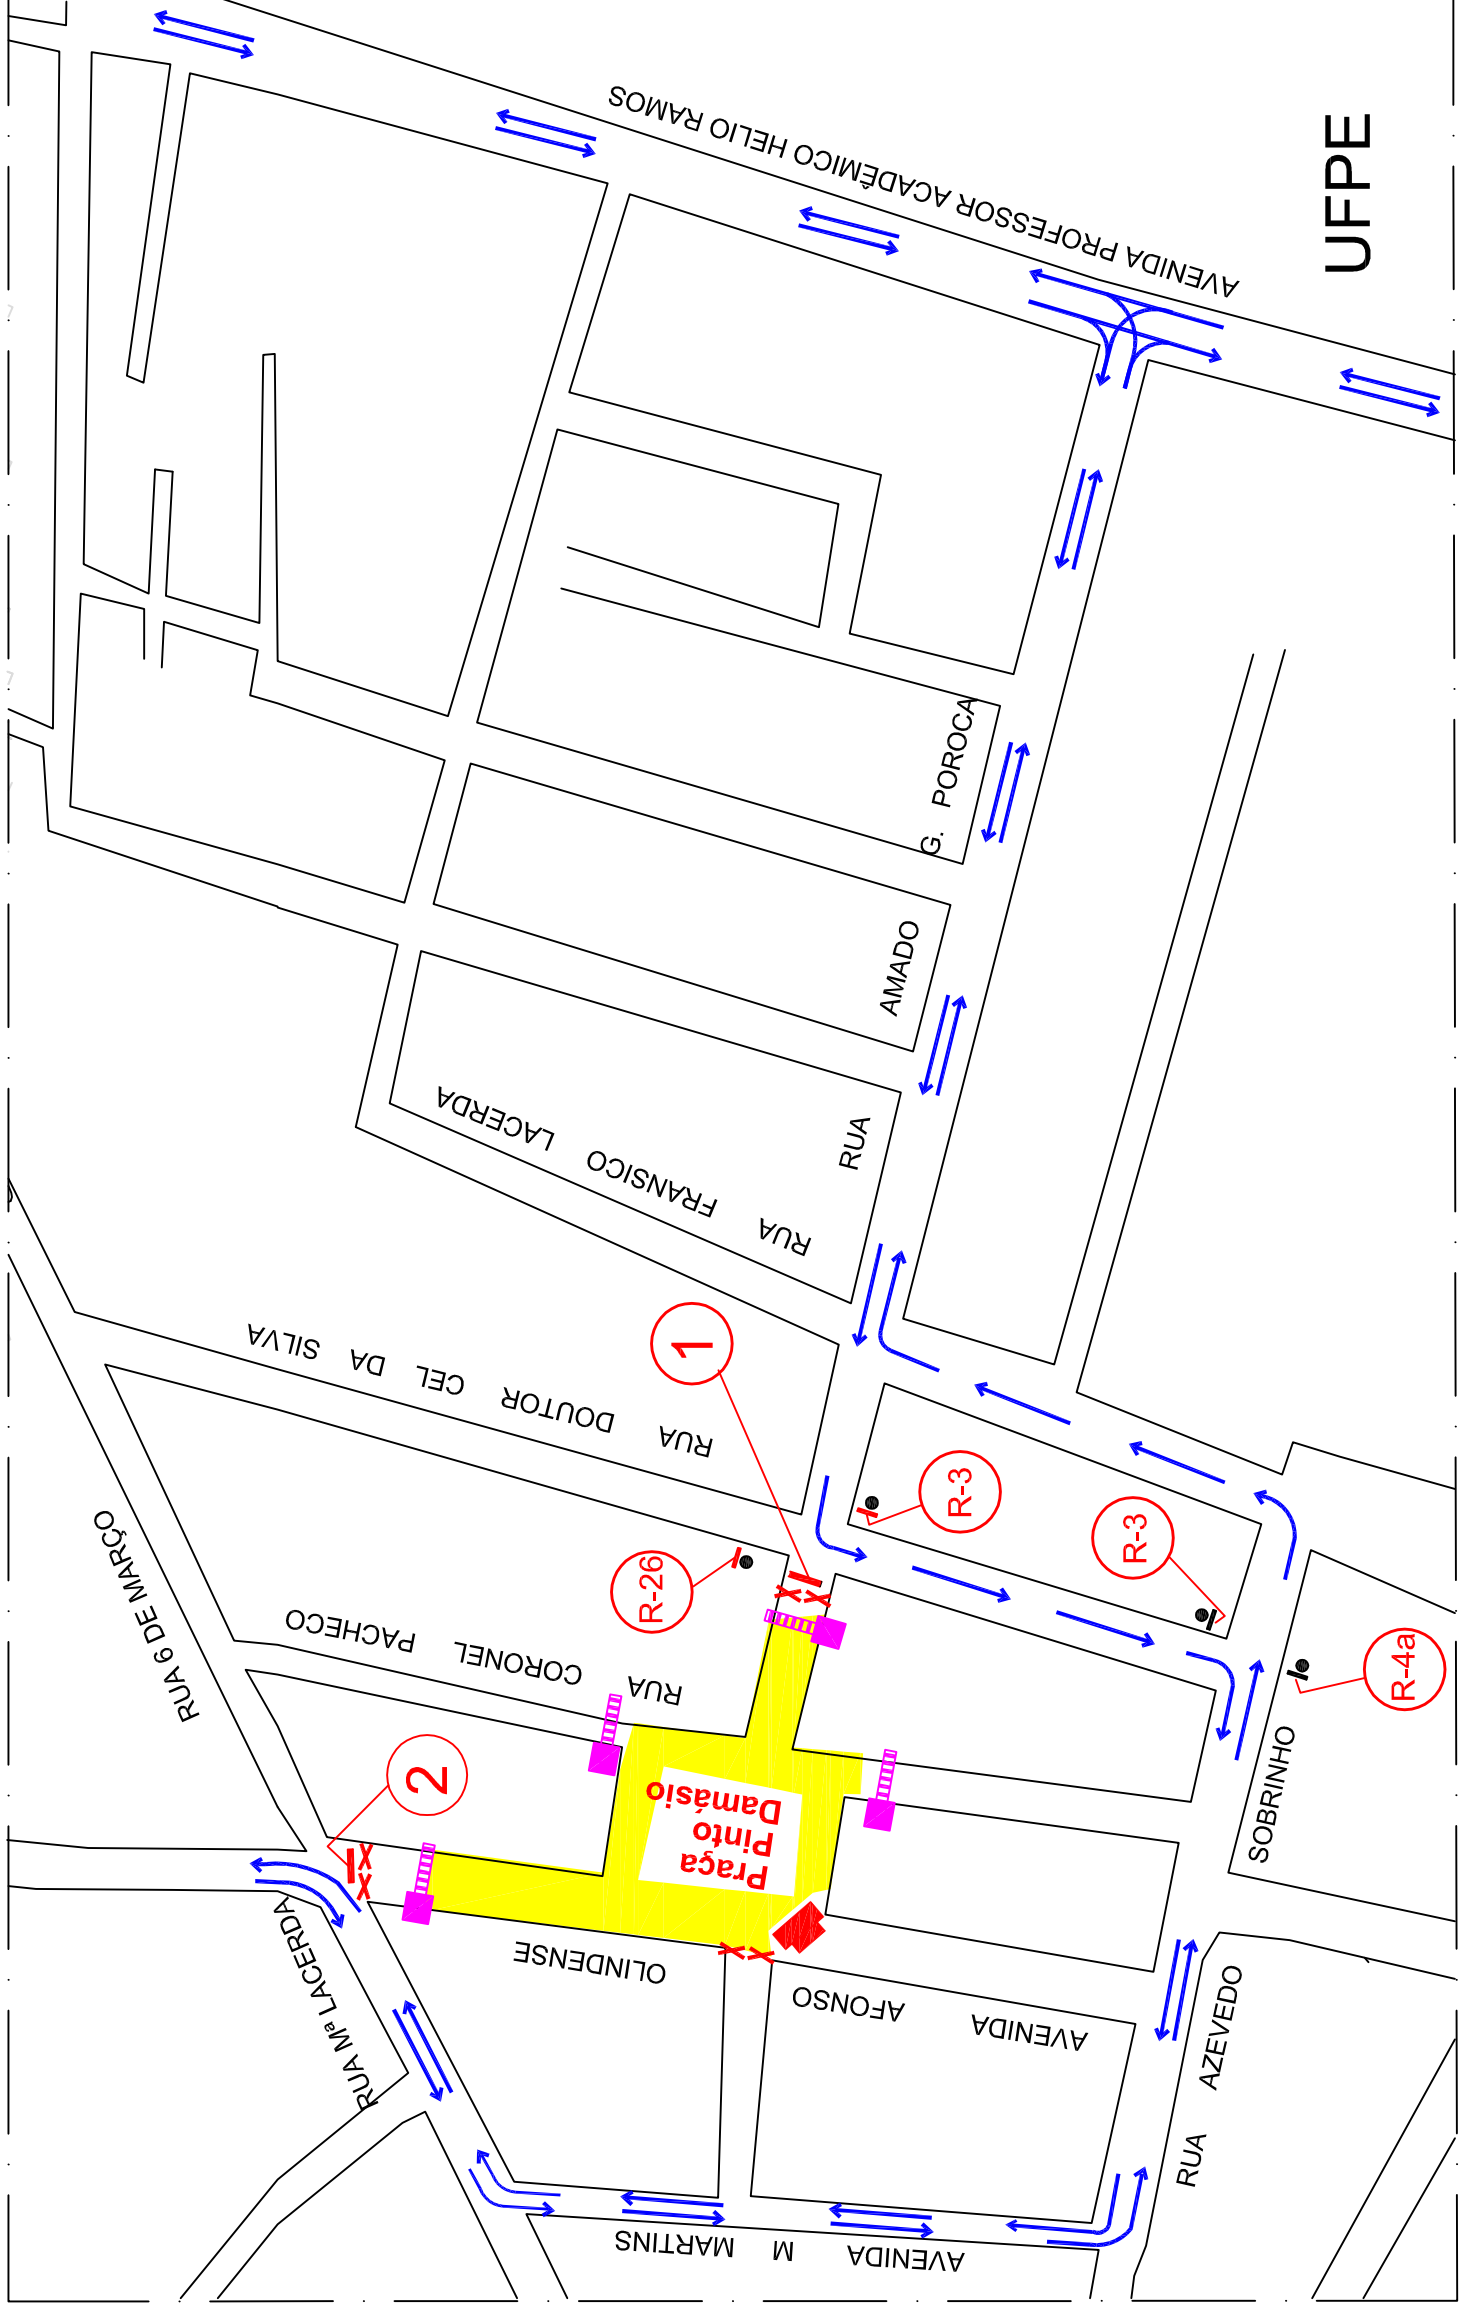 AVENIDA PROFESSOR ACADÊMICO HELIO RAMOS
UFPE
RUA AMADO G. POROCA
RUA FRANSICO LACERDA
RUA DOUTOR CEL DA SILVA
RUA CORONEL PACHECO
RUA 6 DE MARÇO
RUA Mª LACERDA
1
2
R-26
R-3
R-3
R-4a
Praça
Pinto
Damásio
AVENIDA AFONSO OLINDENSE
AVENIDA M MARTINS
RUA AZEVEDO SOBRINHO